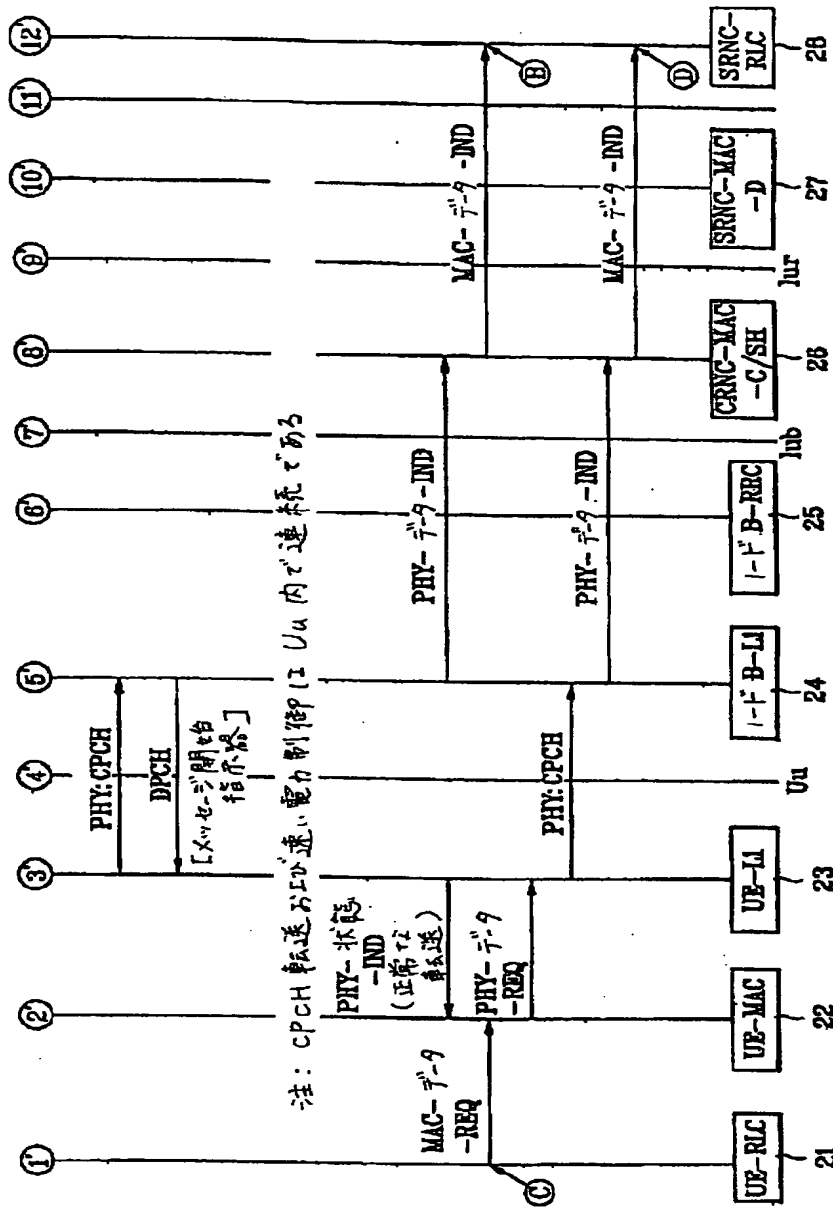 1' 2' 3' 4' 5' 6' 7' 8' 9' 10' 11' 12'
PHY:CPCH
DPCH
[メッセージ開始
指示器]
注: CPCH 転送および速い電力制御は Uu 内で連続である
PHY-状態
-IND
(正常な
転送)
PHY-データ-IND
MAC-データ-IND
B
MAC-データ
-REQ
C
PHY-データ
-REQ
PHY:CPCH
PHY-データ-IND
MAC-データ-IND
D
UE-RLC
UE-MAC
UE-L1
Uu
ノードB-L1
ノードB-RRC
Iub
CRNC-MAC
-C/SH
Iur
SRNC-MAC
-D
SRNC-
RLC
21 22 23 24 25 26 27 28